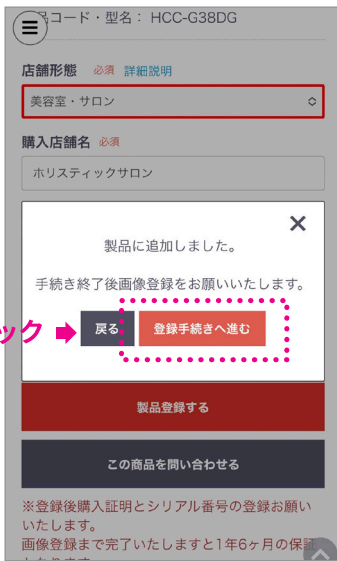 コード・型名： HCC-G38DG
店舗形態 必須 詳細説明
美容室・サロン
購入店舗名 必須
ホリスティックサロン
製品に追加しました。
手続き終了後画像登録をお願いいたします。
ック
戻る
登録手続きへ進む
製品登録する
この商品を問い合わせる
※登録後購入証明とシリアル番号の登録お願い
いたします。
画像登録まで完了いたしますと1年6ヶ月の保証